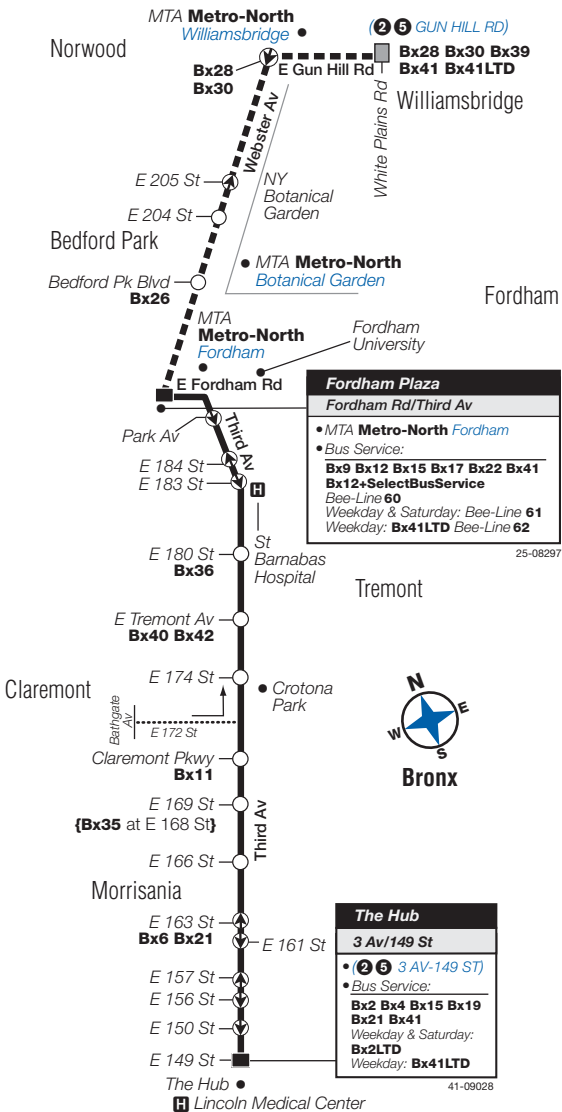 MTA Metro-North
Williamsbridge
(2 5 GUN HILL RD)
Norwood
Bx28
Bx30
E Gun Hill Rd
Bx28 Bx30 Bx39
Bx41 Bx41LTD
Williamsbridge
White Plains Rd
Webster Av
E 205 St
NY
Botanical
Garden
E 204 St
Bedford Park
MTA Metro-North
Botanical Garden
Bedford Pk Blvd
Bx26
Fordham
MTA
Metro-North
Fordham
Fordham
University
E Fordham Rd
Fordham Plaza
Fordham Rd/Third Av
• MTA Metro-North Fordham
• Bus Service:
Bx9 Bx12 Bx15 Bx17 Bx22 Bx41
Bx12+SelectBusService
Bee-Line 60
Weekday & Saturday: Bee-Line 61
Weekday: Bx41LTD Bee-Line 62
25-08297
Park Av
Third Av
E 184 St
E 183 St
H
St
Barnabas
Hospital
E 180 St
Bx36
Tremont
E Tremont Av
Bx40 Bx42
E 174 St
Claremont
Crotona
Park
Bathgate
Av
E 172 St
N
E
W
S
Bronx
Claremont Pkwy
Bx11
E 169 St
{Bx35 at E 168 St}
Third Av
E 166 St
Morrisania
E 163 St
Bx6 Bx21
E 161 St
E 157 St
E 156 St
E 150 St
E 149 St
The Hub
3 Av/149 St
• (2 5 3 AV-149 ST)
• Bus Service:
Bx2 Bx4 Bx15 Bx19
Bx21 Bx41
Weekday & Saturday:
Bx2LTD
Weekday: Bx41LTD
41-09028
The Hub
H Lincoln Medical Center